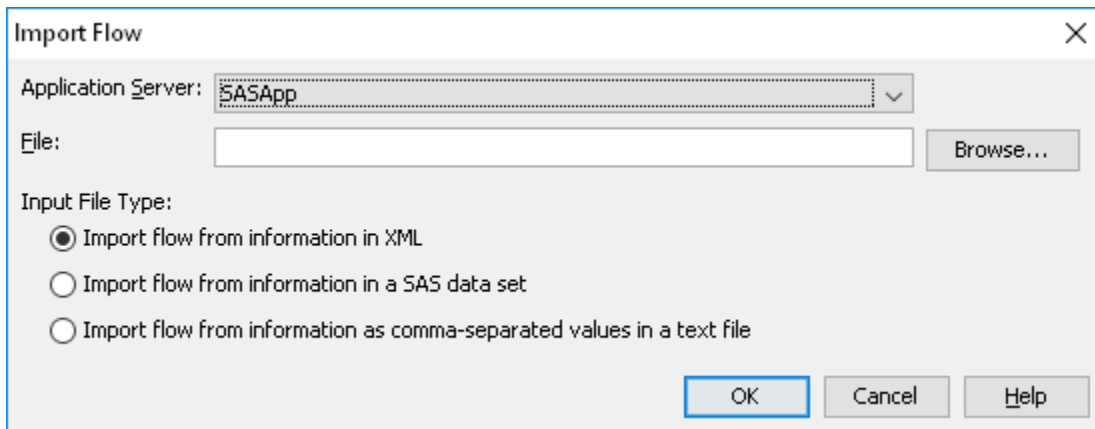 Import Flow
Application Server: SASApp
File: Browse...
Input File Type:
Import flow from information in XML
Import flow from information in a SAS data set
Import flow from information as comma-separated values in a text file
OK Cancel Help